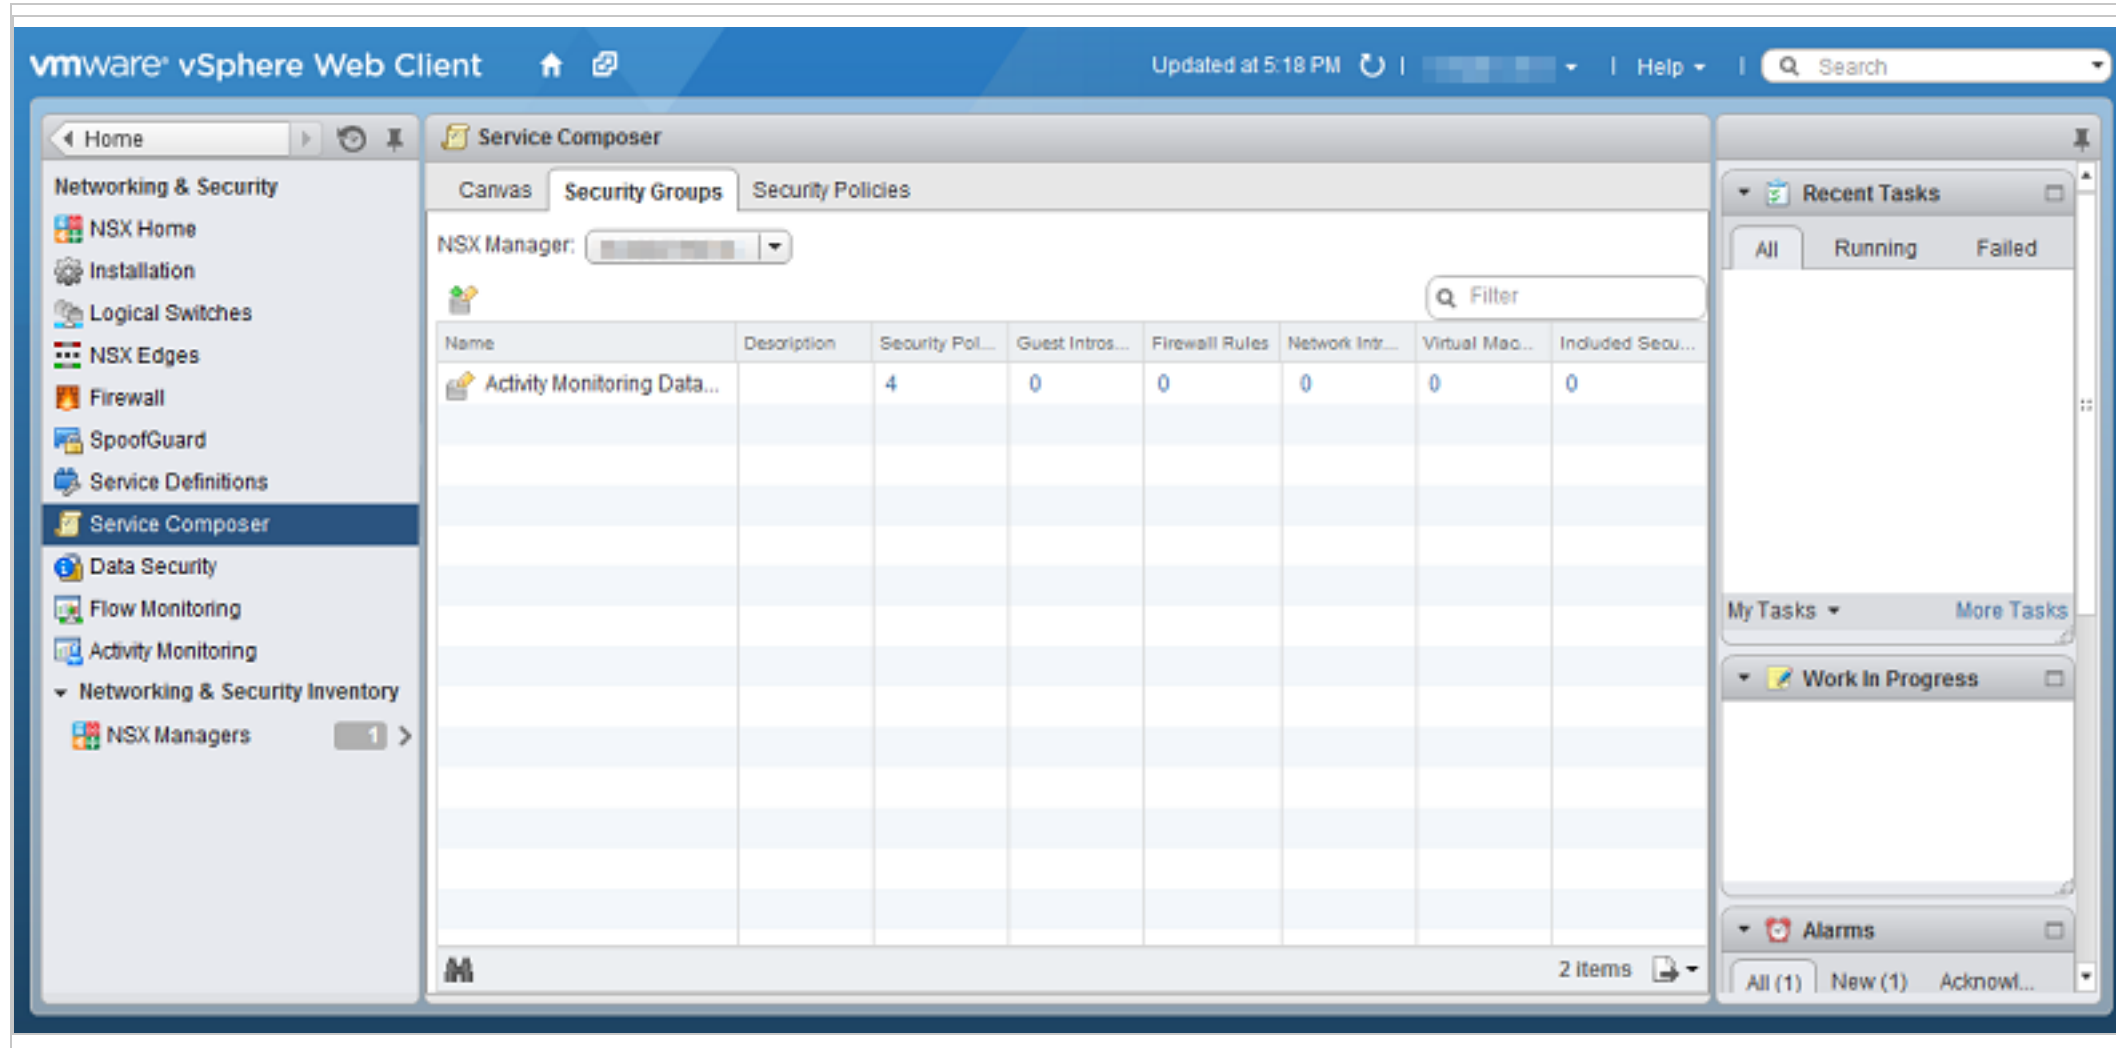 vmware® vSphere Web Client
Updated at 5:18 PM
Help
Search
Home
Networking & Security
NSX Home
Installation
Logical Switches
NSX Edges
Firewall
SpoofGuard
Service Definitions
Service Composer
Data Security
Flow Monitoring
Activity Monitoring
Networking & Security Inventory
NSX Managers 1
Service Composer
Canvas Security Groups Security Policies
NSX Manager:
Filter
Name Description Security Pol... Guest Intros... Firewall Rules Network Intr... Virtual Mac... Included Secu...
Activity Monitoring Data... 4 0 0 0 0 0
2 items
Recent Tasks
All Running Failed
My Tasks More Tasks
Work In Progress
Alarms
All (1) New (1) Acknowl...